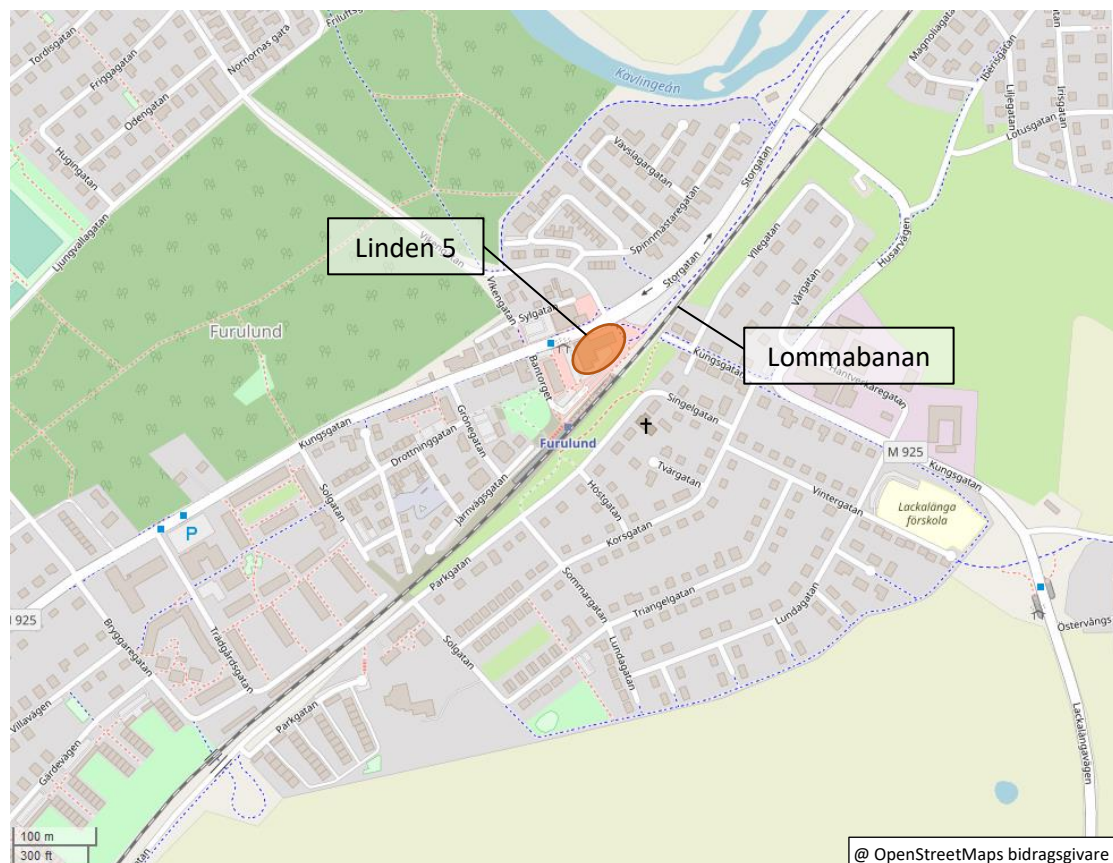 Tordisgatan
Friggagatan
Nornornas gata
Odengatan
Hugingatan
Ljungvallagatan
Kävlingeån
Magnoliagatan
Iberisgatan
Liljegatan
Irisgatan
Lotusgatan
Vävslagargatan
Spinnmästaregatan
Storgatan
Storgatan
Yllegatan
Vårgatan
Husarvägen
Linden 5
Vikengatan
Sylgatan
Furulund
Lommabanan
Kungsgatan
Hantverkaregatan
Bantorget
Singelgatan
Grönegatan
Drottninggatan
Kungsgatan
Furulund
M 925
Kungsgatan
Tvärgatan
Vintergatan
Höstgatan
Solgatan
Järnvägsgatan
Korsgatan
Lackalänga
förskola
P
Parkgatan
Sommargatan
Triangelgatan
Lundagatan
925
Bryggaregatan
Trädgårdsgatan
Solgatan
Lundagatan
Östervångs
Villavägen
Parkgatan
Gärdevägen
Lackalängavägen
100 m
300 ft
@ OpenStreetMaps bidragsgivare